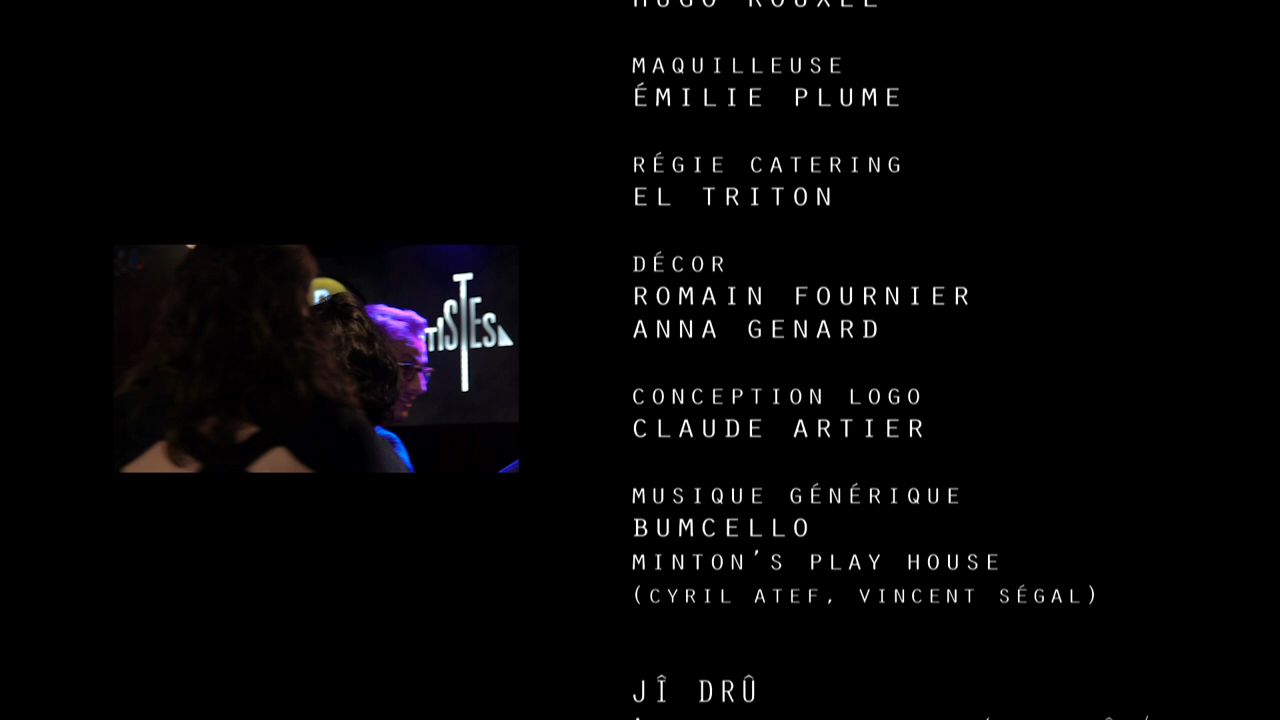 MAQUILLEUSE
ÉMILIE PLUME
RÉGIE CATERING
EL TRITON
DÉCOR
ROMAIN FOURNIER
ANNA GENARD
CONCEPTION LOGO
CLAUDE ARTIER
MUSIQUE GÉNÉRIQUE
BUMCELLO
MINTON'S PLAY HOUSE
(CYRIL ATEF, VINCENT SÉGAL)
JÎ DRÛ